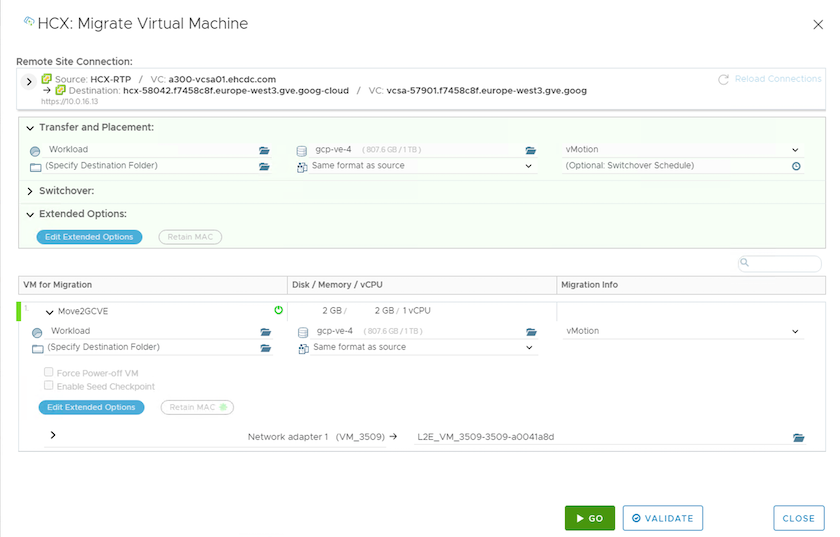 HCX: Migrate Virtual Machine
Remote Site Connection:
Source: HCX-RTP / VC: a300-vcsa01.ehcdc.com
Reload Connections
→ Destination: hcx-58042.f7458c8f.europe-west3.gve.goog-cloud / VC: vcsa-57901.f7458c8f.europe-west3.gve.goog
https://10.0.16.13
Transfer and Placement:
Workload gcp-ve-4 ( 807.6 GB / 1 TB ) vMotion
(Specify Destination Folder) Same format as source (Optional: Switchover Schedule)
Switchover:
Extended Options:
Edit Extended Options Retain MAC
VM for Migration Disk / Memory / vCPU Migration Info
1 Move2GCVE 2 GB / 2 GB / 1 vCPU
Workload gcp-ve-4 ( 807.6 GB / 1 TB ) vMotion
(Specify Destination Folder) Same format as source
Force Power-off VM
Enable Seed Checkpoint
Edit Extended Options Retain MAC
Network adapter 1 (VM_3509) → L2E_VM_3509-3509-a0041a8d
GO VALIDATE CLOSE